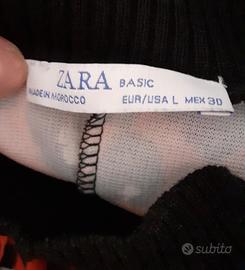 ZARA BASIC
MADE IN MOROCCO
EUR/USA L MEX 30
subito